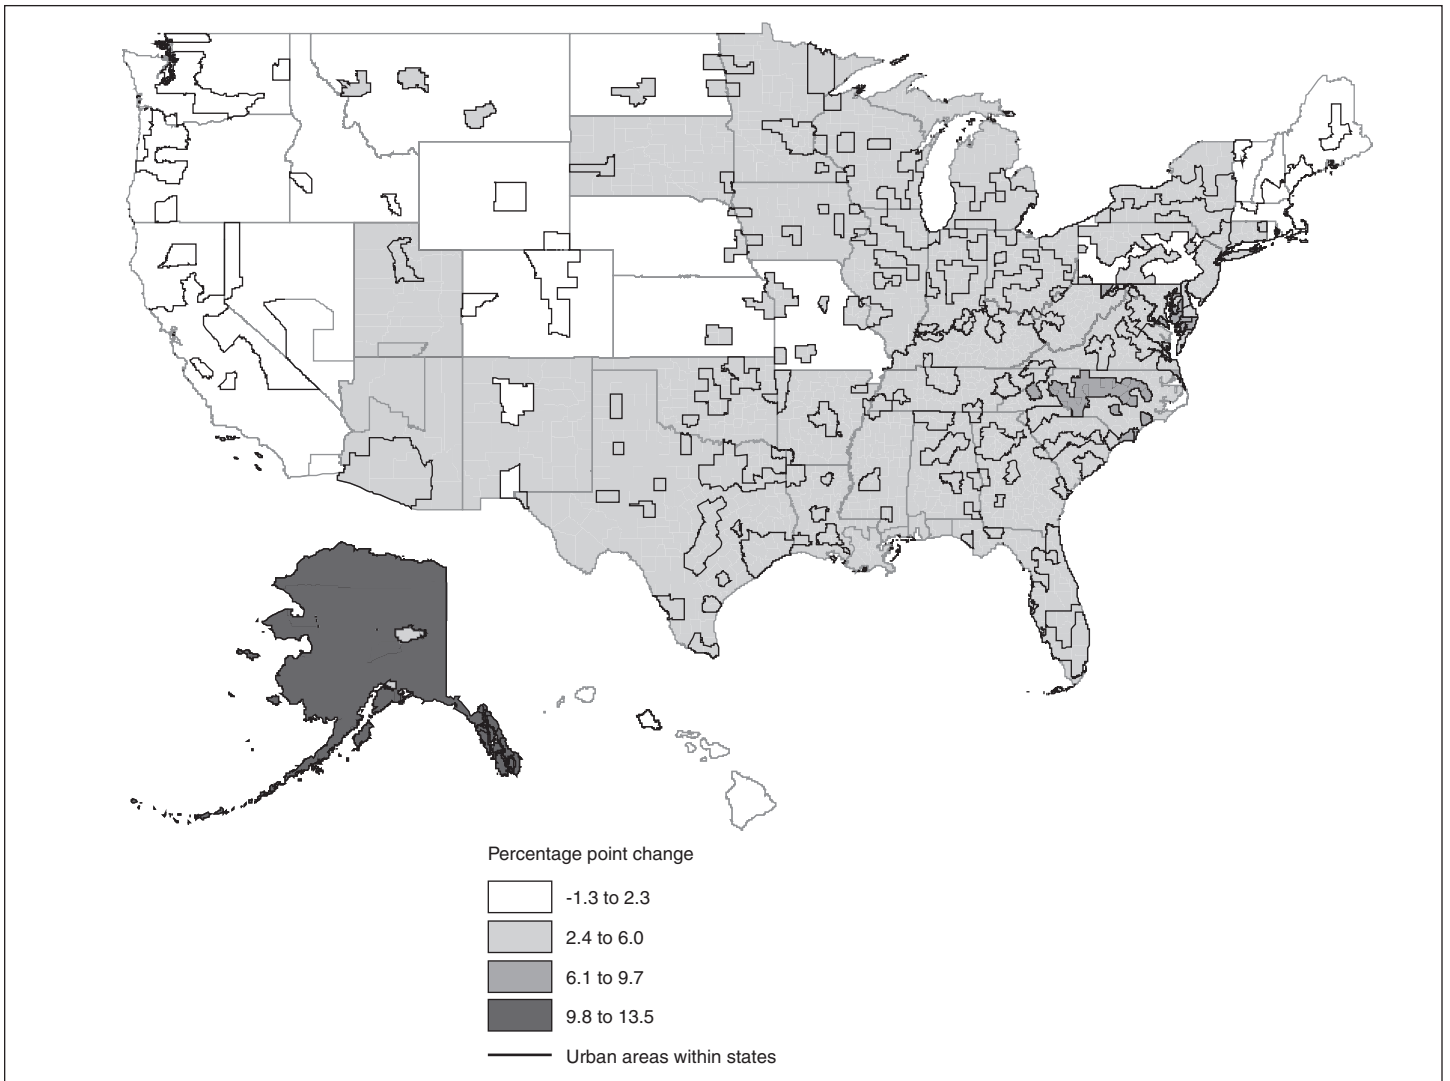 Percentage point change
-1.3 to 2.3
2.4 to 6.0
6.1 to 9.7
9.8 to 13.5
Urban areas within states